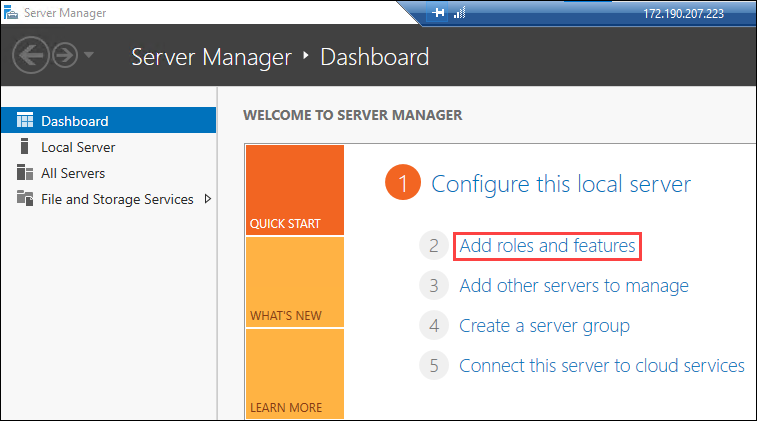 Server Manager
172.190.207.223
Server Manager • Dashboard
Dashboard
Local Server
All Servers
File and Storage Services
WELCOME TO SERVER MANAGER
QUICK START
WHAT'S NEW
LEARN MORE
1 Configure this local server
2 Add roles and features
3 Add other servers to manage
4 Create a server group
5 Connect this server to cloud services